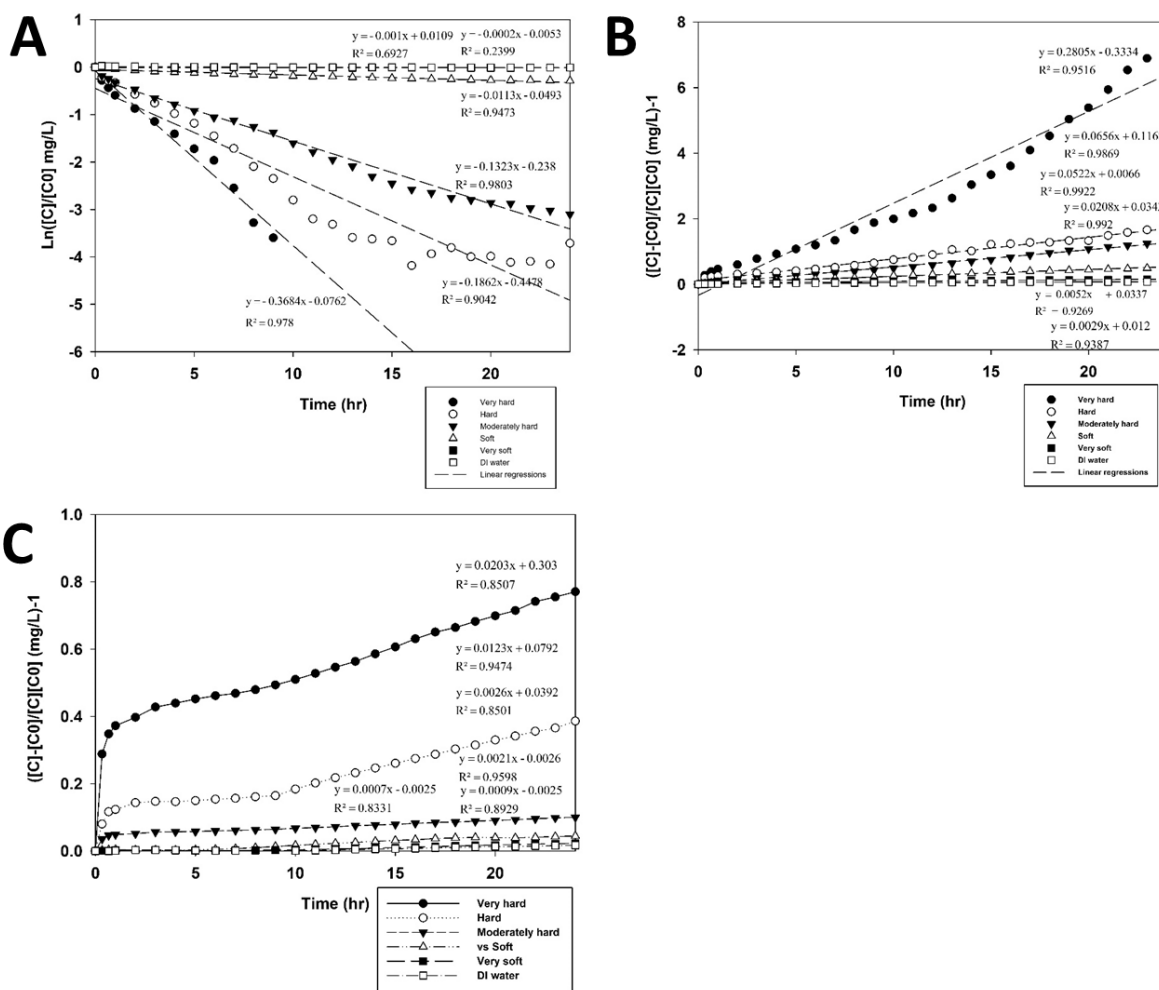 A
1
0
-1
-2
-3
-4
-5
-6
Ln([C]/[C0] mg/L)
y = -0.001x + 0.0109
R² = 0.6927
y = -0.0002x - 0.0053
R² = 0.2399
y = -0.0113x - 0.0493
R² = 0.9473
y = -0.1323x - 0.238
R² = 0.9803
y = -0.1862x - 0.4478
R² = 0.9042
y = -0.3684x - 0.0762
R² = 0.978
0 5 10 15 20
Time (hr)
Very hard
Hard
Moderately hard
Soft
Very soft
DI water
Linear regressions
B
8
6
4
2
0
-2
([C]-[C0]/[C][C0] (mg/L)-1
y = 0.2805x - 0.3334
R² = 0.9516
y = 0.0656x + 0.116
R² = 0.9869
y = 0.0522x + 0.0066
R² = 0.9922
y = 0.0208x + 0.034
R² = 0.992
y = 0.0052x + 0.0337
R² = 0.9269
y = 0.0029x + 0.012
R² = 0.9387
0 5 10 15 20
Time (hr)
Very hard
Hard
Moderately hard
Soft
Very soft
DI water
Linear regressions
C
1.0
0.8
0.6
0.4
0.2
0.0
([C]-[C0]/[C][C0] (mg/L)-1
y = 0.0203x + 0.303
R² = 0.8507
y = 0.0123x + 0.0792
R² = 0.9474
y = 0.0026x + 0.0392
R² = 0.8501
y = 0.0021x - 0.0026
R² = 0.9598
y = 0.0007x - 0.0025
R² = 0.8331
y = 0.0009x - 0.0025
R² = 0.8929
0 5 10 15 20
Time (hr)
Very hard
Hard
Moderately hard
vs Soft
Very soft
DI water